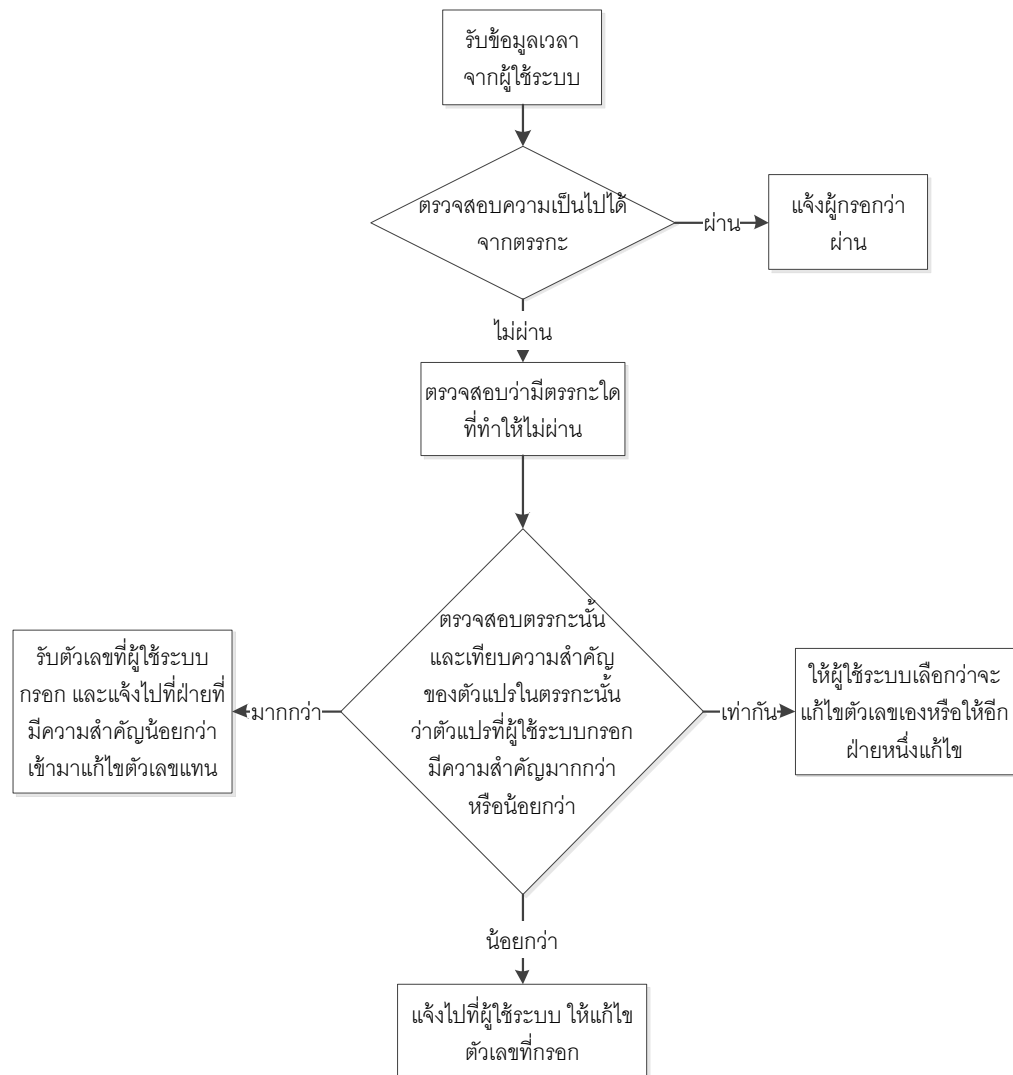 รับข้อมูลเวลา
จากผู้ใช้ระบบ
ตรวจสอบความเป็นไปได้
จากตรรกะ
ผ่าน
แจ้งผู้กรอกว่า
ผ่าน
ไม่ผ่าน
ตรวจสอบว่ามีตรรกะใด
ที่ทำให้ไม่ผ่าน
ตรวจสอบตรรกะนั้น
และเทียบความสำคัญ
ของตัวแปรในตรรกะนั้น
ว่าตัวแปรที่ผู้ใช้ระบบกรอก
มีความสำคัญมากกว่า
หรือน้อยกว่า
มากกว่า
รับตัวเลขที่ผู้ใช้ระบบ
กรอก และแจ้งไปที่ฝ่ายที่
มีความสำคัญน้อยกว่า
เข้ามาแก้ไขตัวเลขแทน
เท่ากัน
ให้ผู้ใช้ระบบเลือกว่าจะ
แก้ไขตัวเลขเองหรือให้อีก
ฝ่ายหนึ่งแก้ไข
น้อยกว่า
แจ้งไปที่ผู้ใช้ระบบ ให้แก้ไข
ตัวเลขที่กรอก